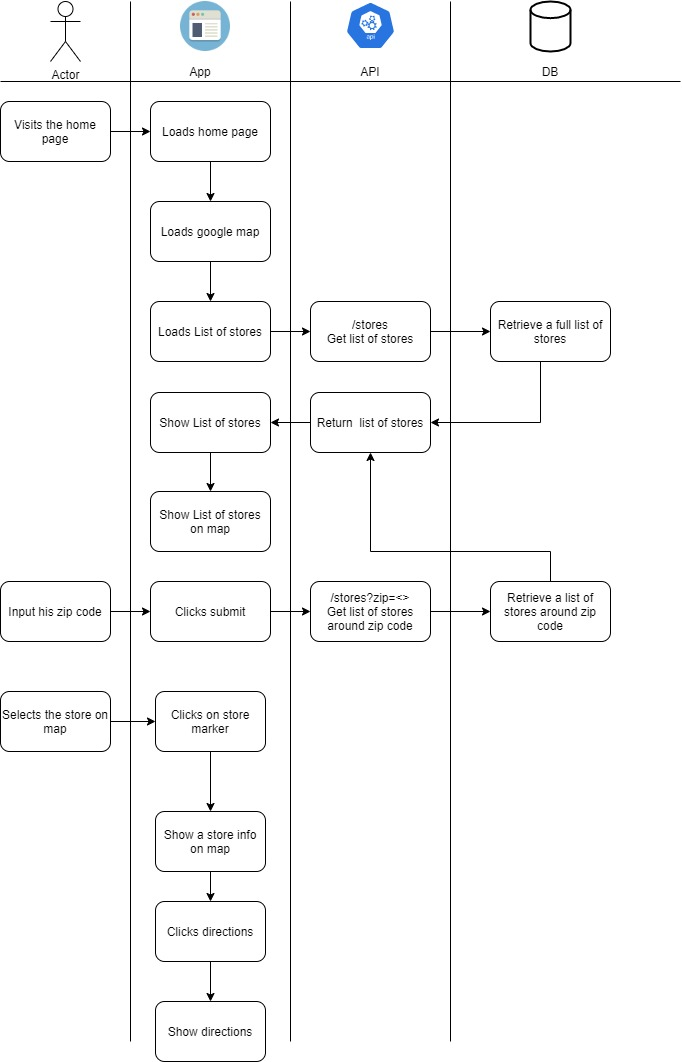 api
Actor
App
API
DB
Visits the home
page
Loads home page
Loads google map
Loads List of stores
/stores
Get list of stores
Retrieve a full list of
stores
Show List of stores
Return  list of stores
Show List of stores
on map
Input his zip code
Clicks submit
/stores?zip=<>
Get list of stores
around zip code
Retrieve a list of
stores around zip
code
Selects the store on
map
Clicks on store
marker
Show a store info
on map
Clicks directions
Show directions